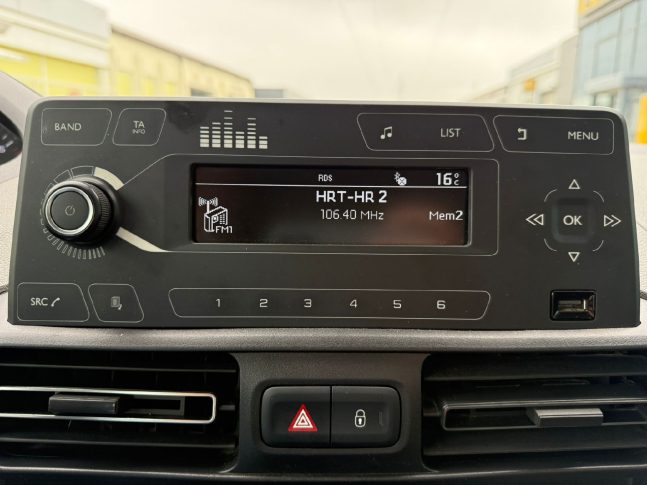 BAND
TA
INFO
LIST
MENU
RDS
16°C
HRT-HR 2
106.40 MHz
Mem2
FM1
OK
SRC
1 2 3 4 5 6